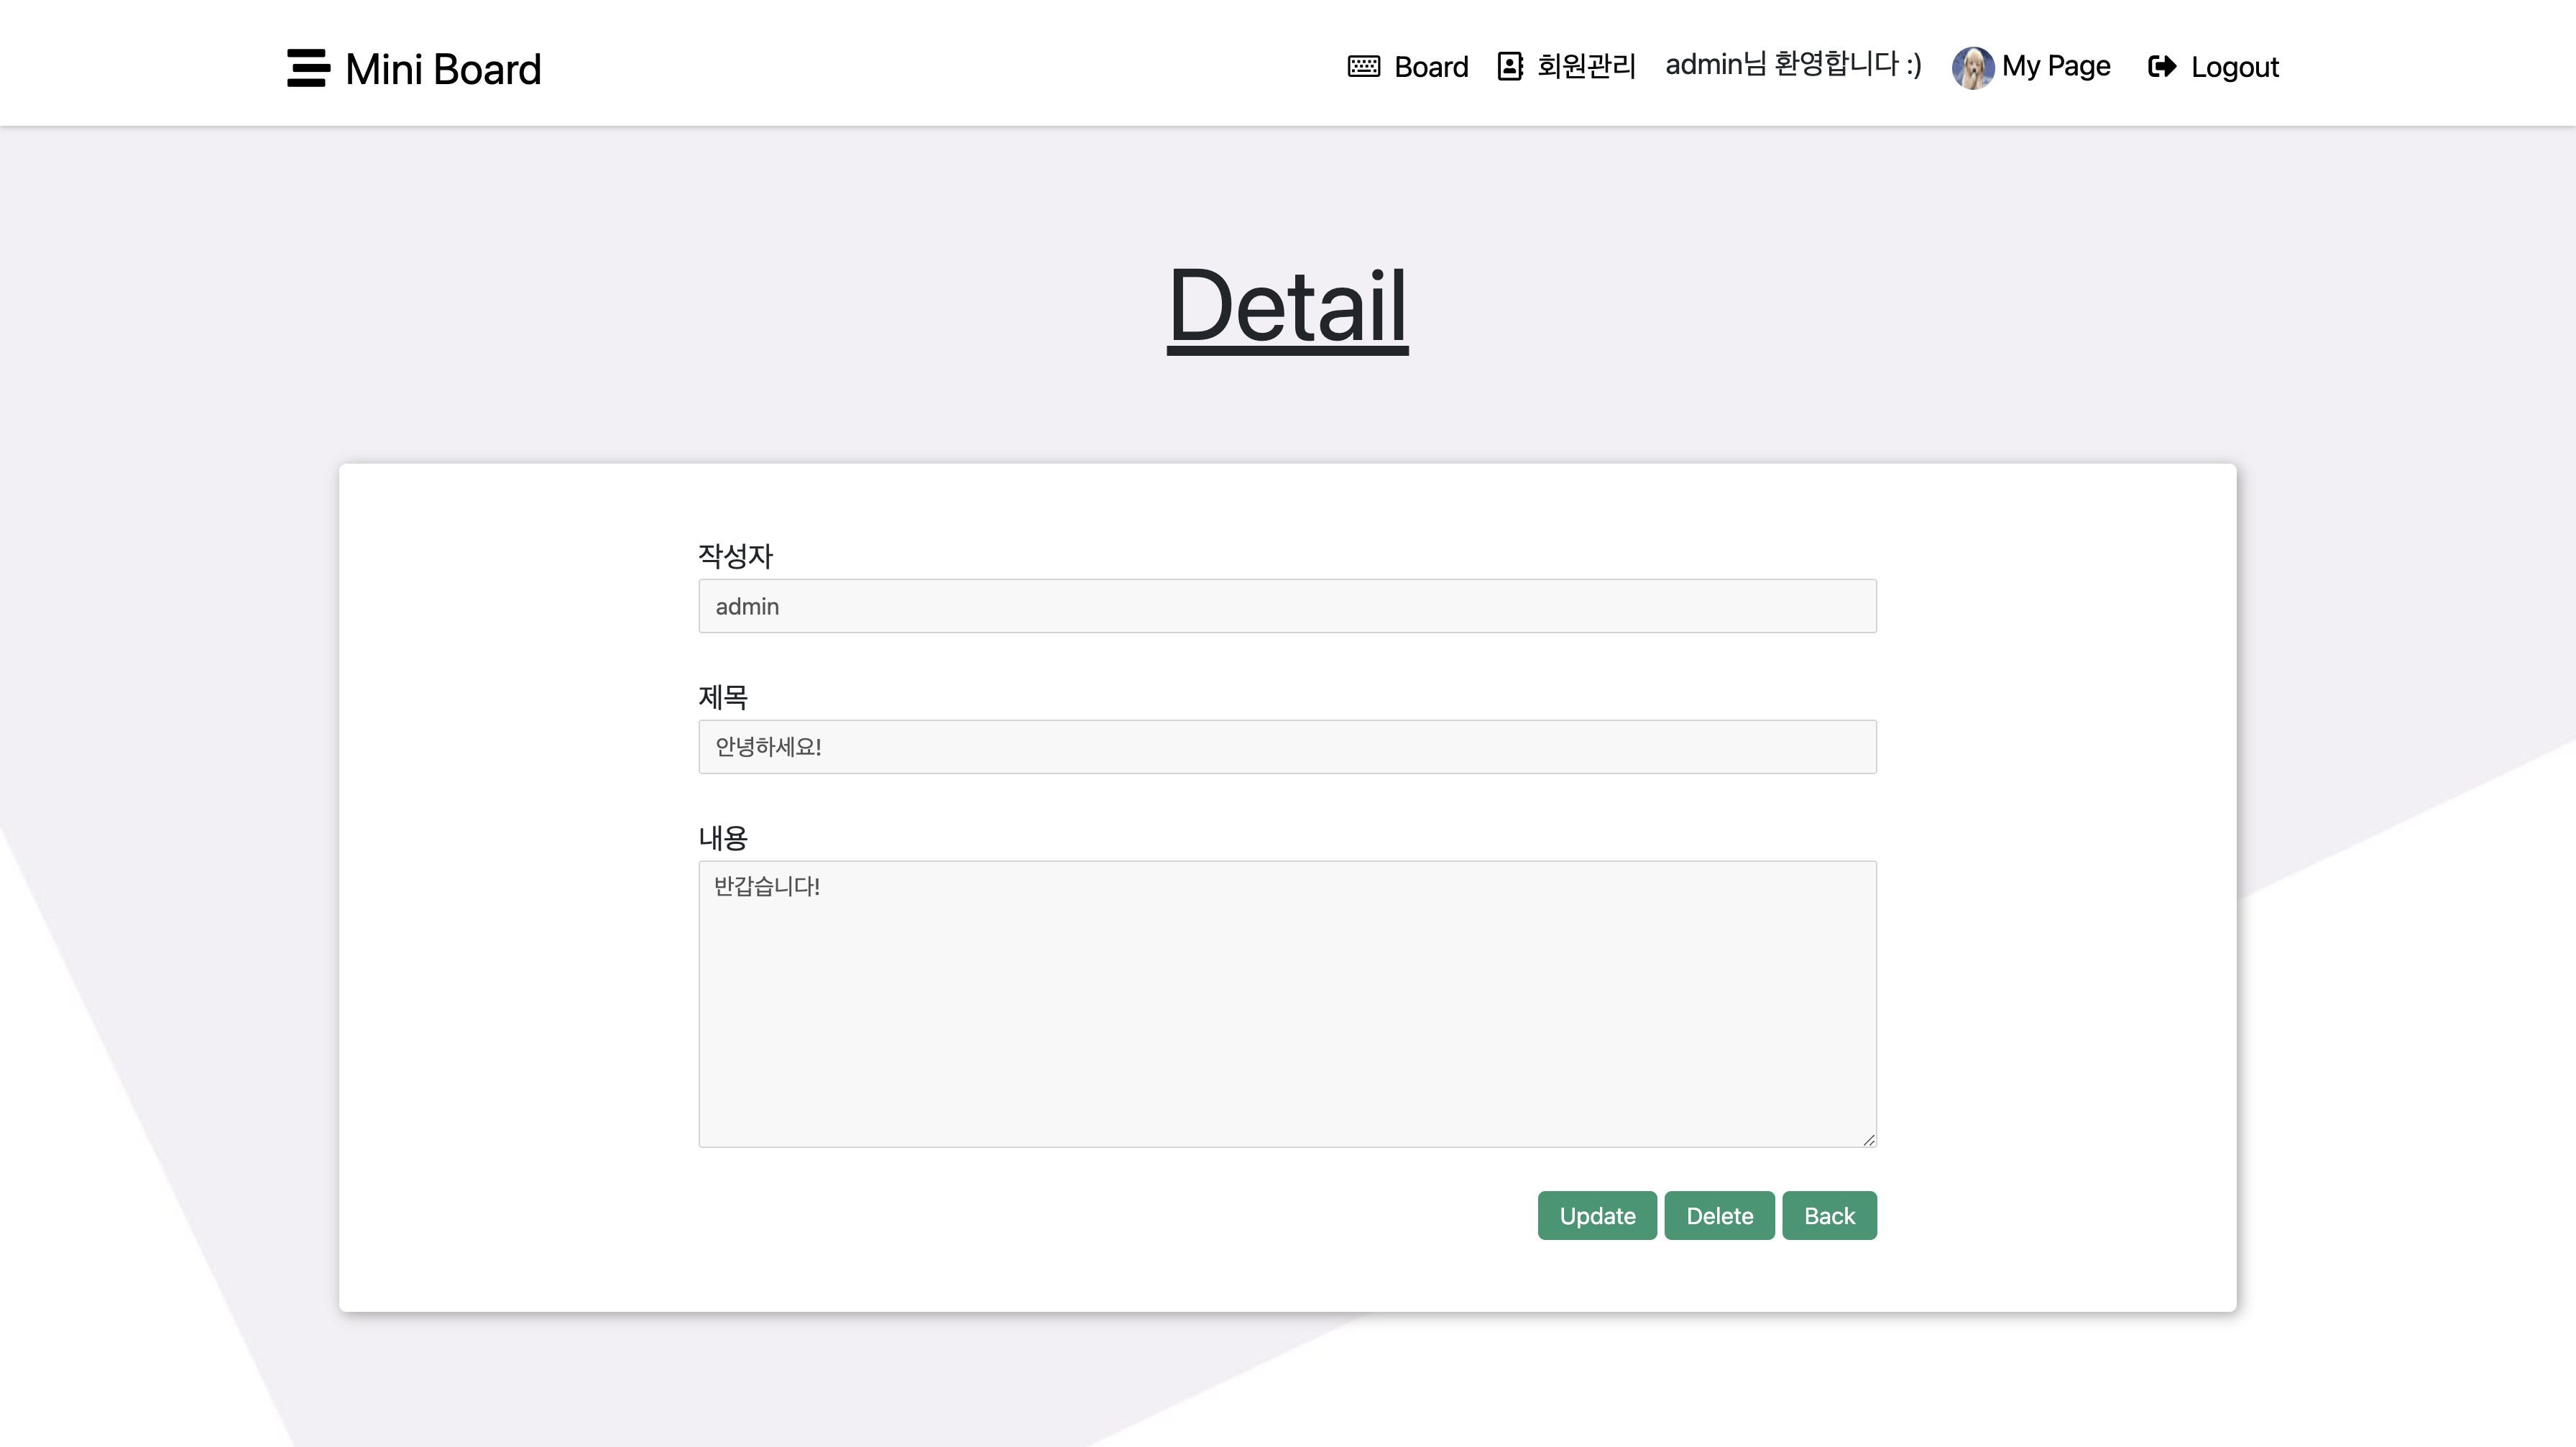 Mini Board
Board 회원관리 admin님 환영합니다 :) My Page Logout
Detail
작성자
admin
제목
안녕하세요!
내용
반갑습니다!
Update Delete Back